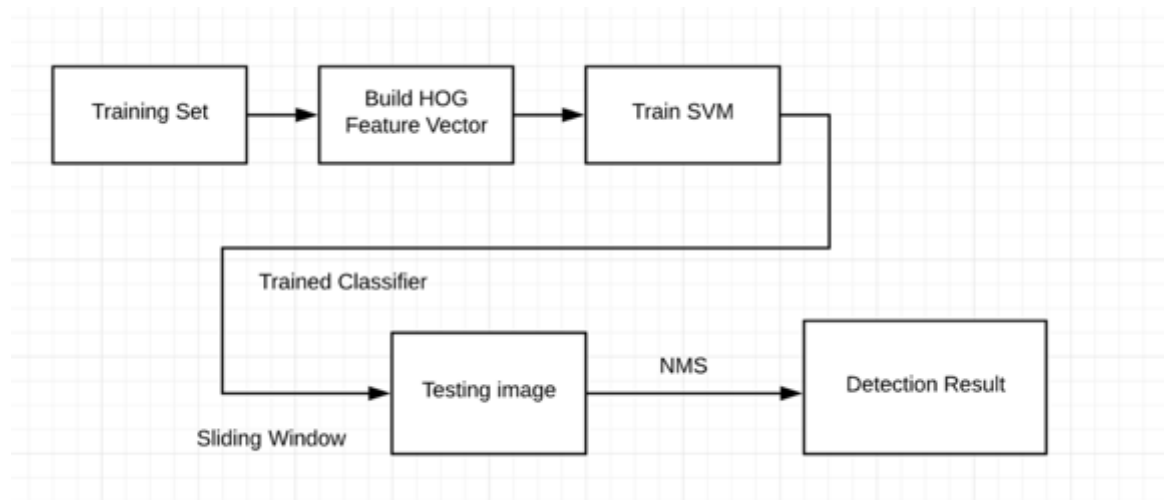 Training Set
Build HOG
Feature Vector
Train SVM
Trained Classifier
Testing image
NMS
Detection Result
Sliding Window